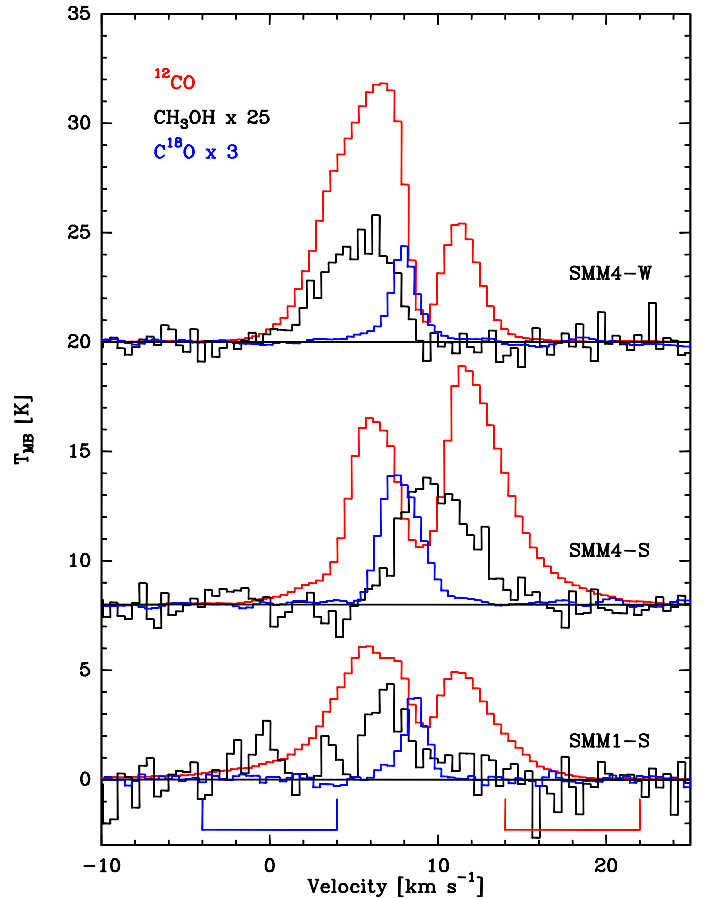 35
30
25
20
15
10
5
0
¹²CO
CH₃OH x 25
C¹⁸O x 3
SMM4-W
SMM4-S
SMM1-S
T_MB [K]
-10 0 10 20
Velocity [km s⁻¹]